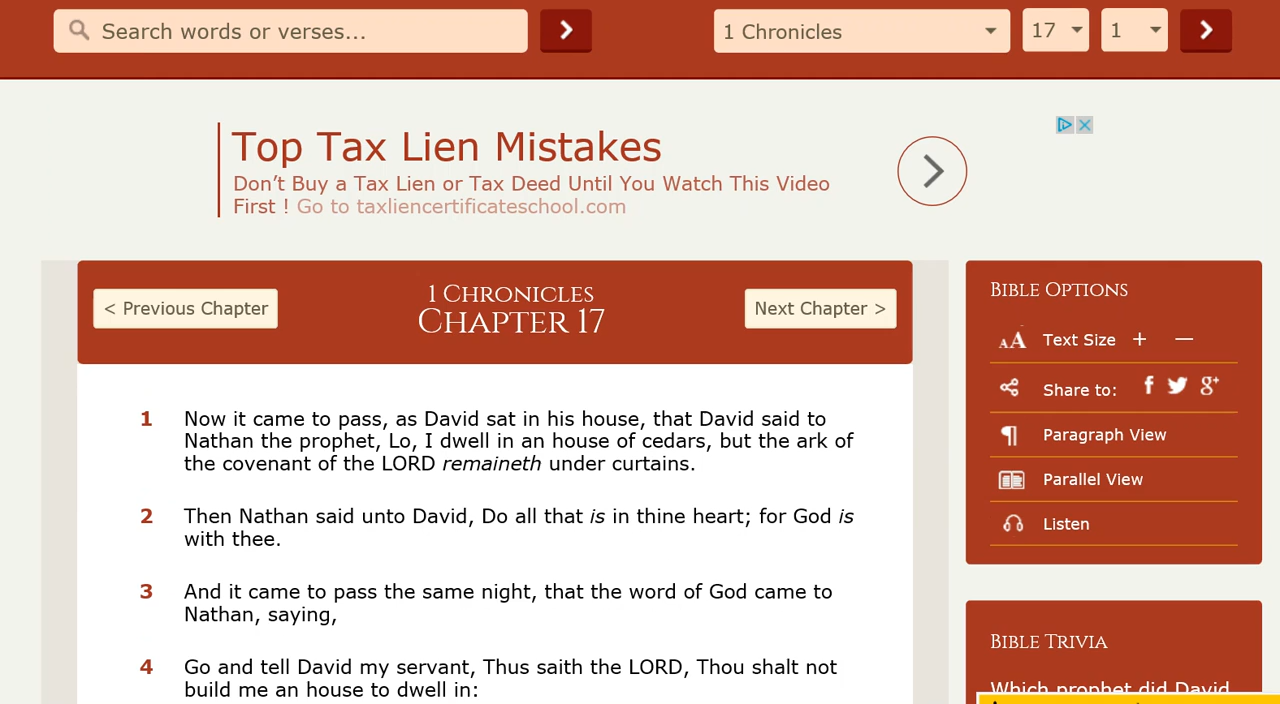 Search words or verses...
1 Chronicles
17
1
Top Tax Lien Mistakes
Don’t Buy a Tax Lien or Tax Deed Until You Watch This Video
First ! Go to taxliencertificateschool.com
< Previous Chapter
1 Chronicles
Chapter 17
Next Chapter >
1 Now it came to pass, as David sat in his house, that David said to
Nathan the prophet, Lo, I dwell in an house of cedars, but the ark of
the covenant of the LORD remaineth under curtains.
2 Then Nathan said unto David, Do all that is in thine heart; for God is
with thee.
3 And it came to pass the same night, that the word of God came to
Nathan, saying,
4 Go and tell David my servant, Thus saith the LORD, Thou shalt not
build me an house to dwell in:
Bible Options
AA Text Size + —
Share to: f g+
Paragraph View
Parallel View
Listen
Bible Trivia
Which prophet did David